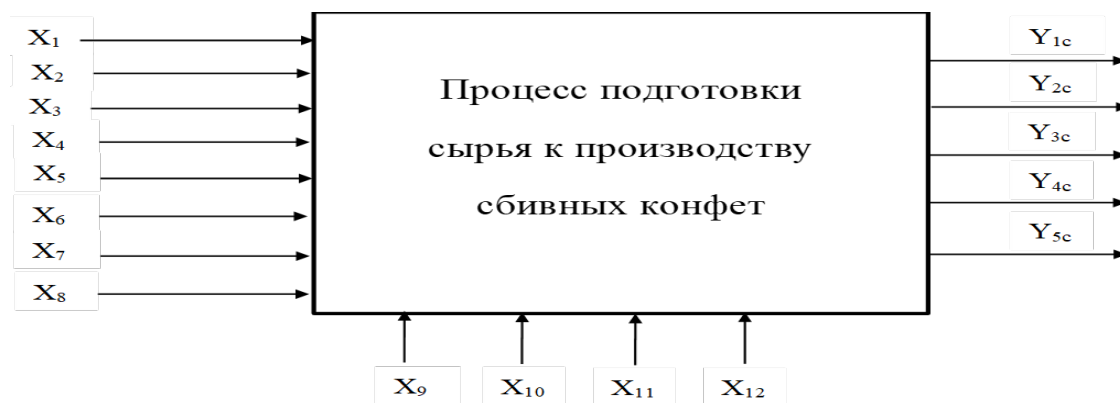 X₁
X₂
X₃
X₄
X₅
X₆
X₇
X₈
Процесс подготовки
сырья к производству
сбивных конфет
Y₁c
Y₂c
Y₃c
Y₄c
Y₅c
X₉
X₁₀
X₁₁
X₁₂